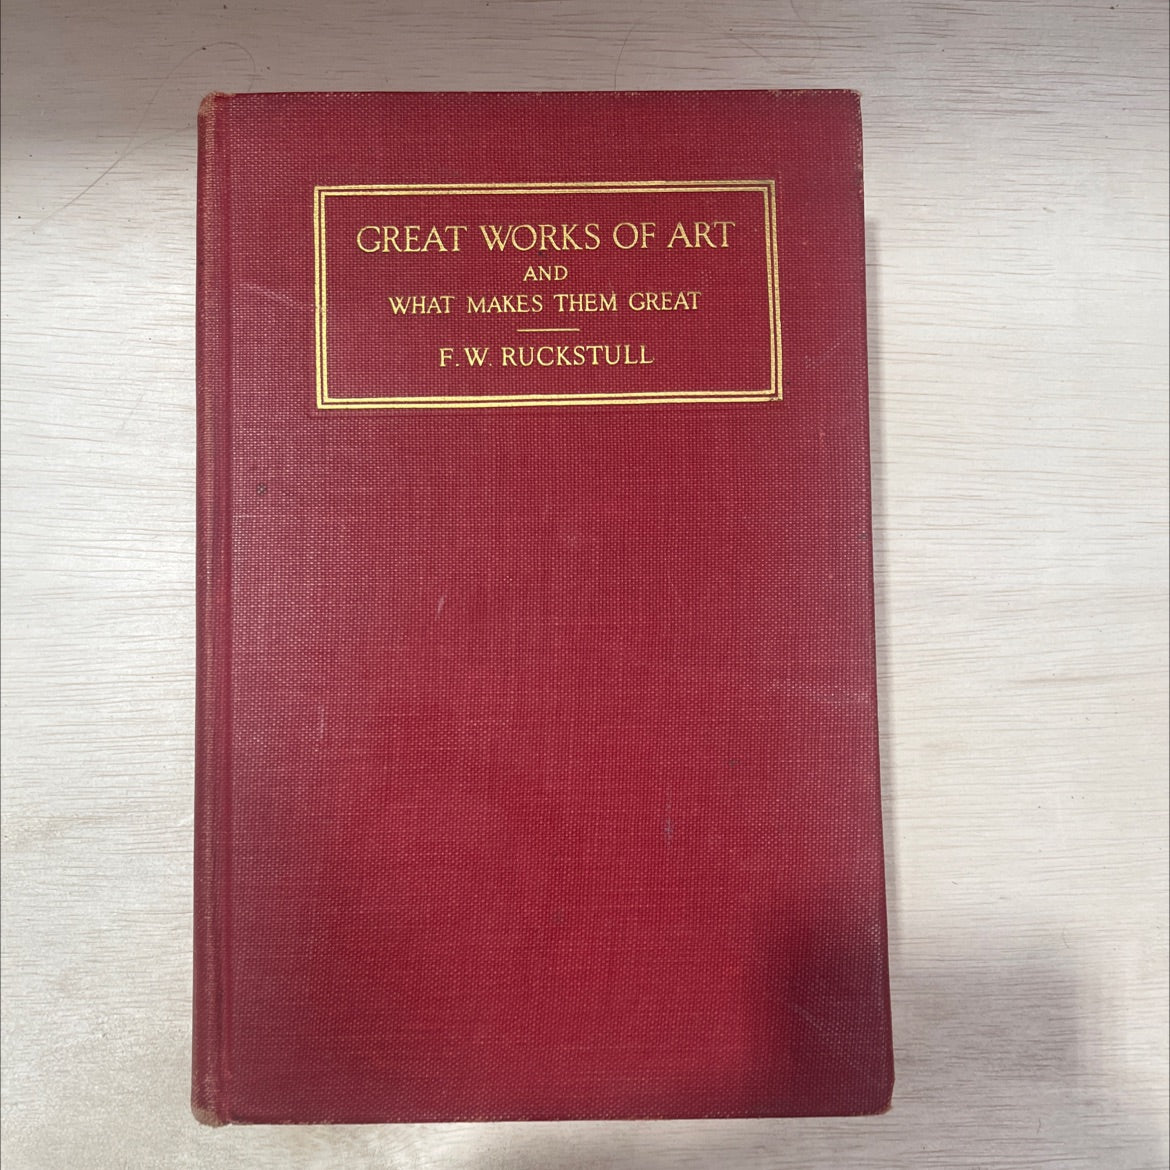 GREAT WORKS OF ART
AND
WHAT MAKES THEM GREAT
F. W. RUCKSTULL